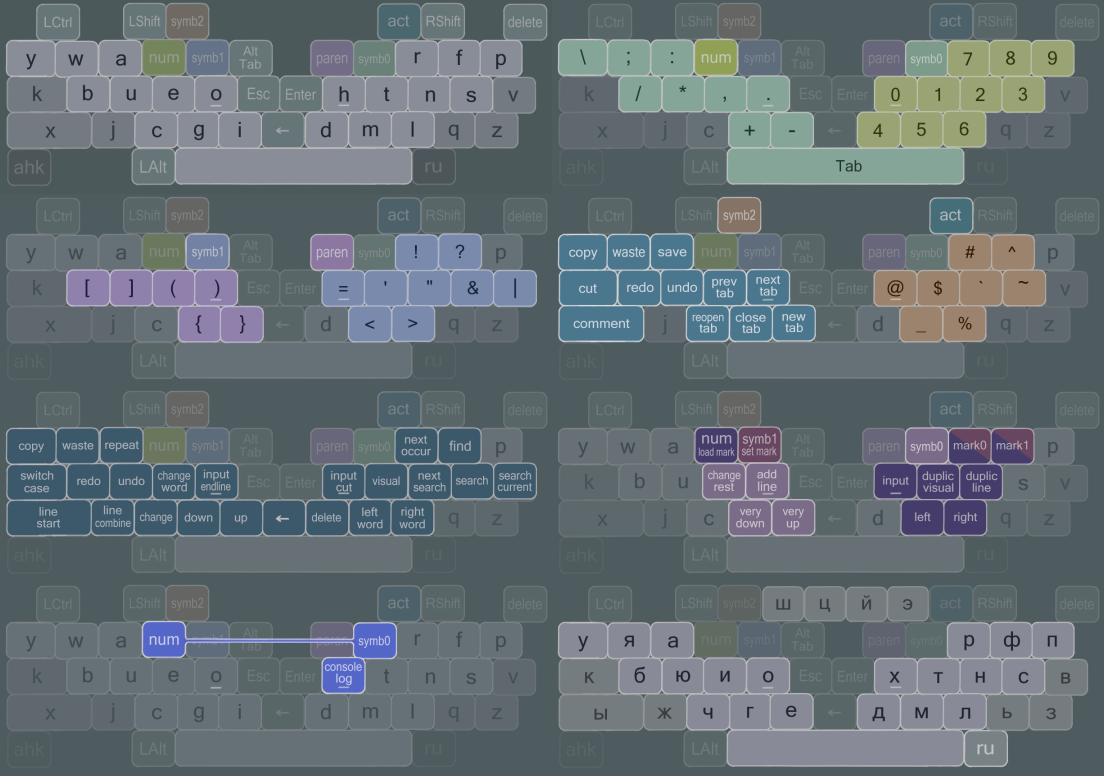 LCtrl LShift symb2 act RShift delete
y w a num symb1 Alt Tab paren symb0 r f p
k b u e o Esc Enter h t n s v
x j c g i ← d m l q z
ahk LAlt ru
LCtrl LShift symb2 act RShift delete
\ ; : num symb1 Alt Tab paren symb0 7 8 9
k / * , . Esc Enter 0 1 2 3 v
x j c + - ← 4 5 6 q z
ahk LAlt Tab ru
LCtrl LShift symb2 act RShift delete
y w a num symb1 Alt Tab paren symb0 ! ? p
k [ ] ( ) Esc Enter = ' " & |
x j c { } ← d < > q z
ahk LAlt ru
LCtrl LShift symb2 act RShift delete
copy waste save num symb1 Alt Tab paren symb0 # ^ p
cut redo undo prev tab next tab Esc Enter @ $ ` ~ v
comment j reopen tab close tab new tab ← d _ % q z
ahk LAlt ru
LCtrl LShift symb2 act RShift delete
copy waste repeat num symb1 Alt Tab paren symb0 next occur find p
switch case redo undo change word input endline Esc Enter input cut visual next search search search current
line start line combine change down up ← delete left word right word q z
ahk LAlt ru
LCtrl LShift symb2 act RShift delete
y w a num load mark symb1 set mark Alt Tab paren symb0 mark0 mark1 p
k b u change rest add line Esc Enter input duplic visual duplic line s v
x j c very down very up ← d left right q z
ahk LAlt ru
LCtrl LShift symb2 act RShift delete
y w a num symb1 Alt Tab paren symb0 r f p
k b u e o Esc Enter console log t n s v
x j c g i ← d m l q z
ahk LAlt ru
LCtrl LShift symb2 ш ц й э act RShift delete
у я а num symb1 Alt Tab paren symb0 р ф п
к б ю и о Esc Enter х т н с в
ы ж ч г е ← д м л ь з
ahk LAlt ru